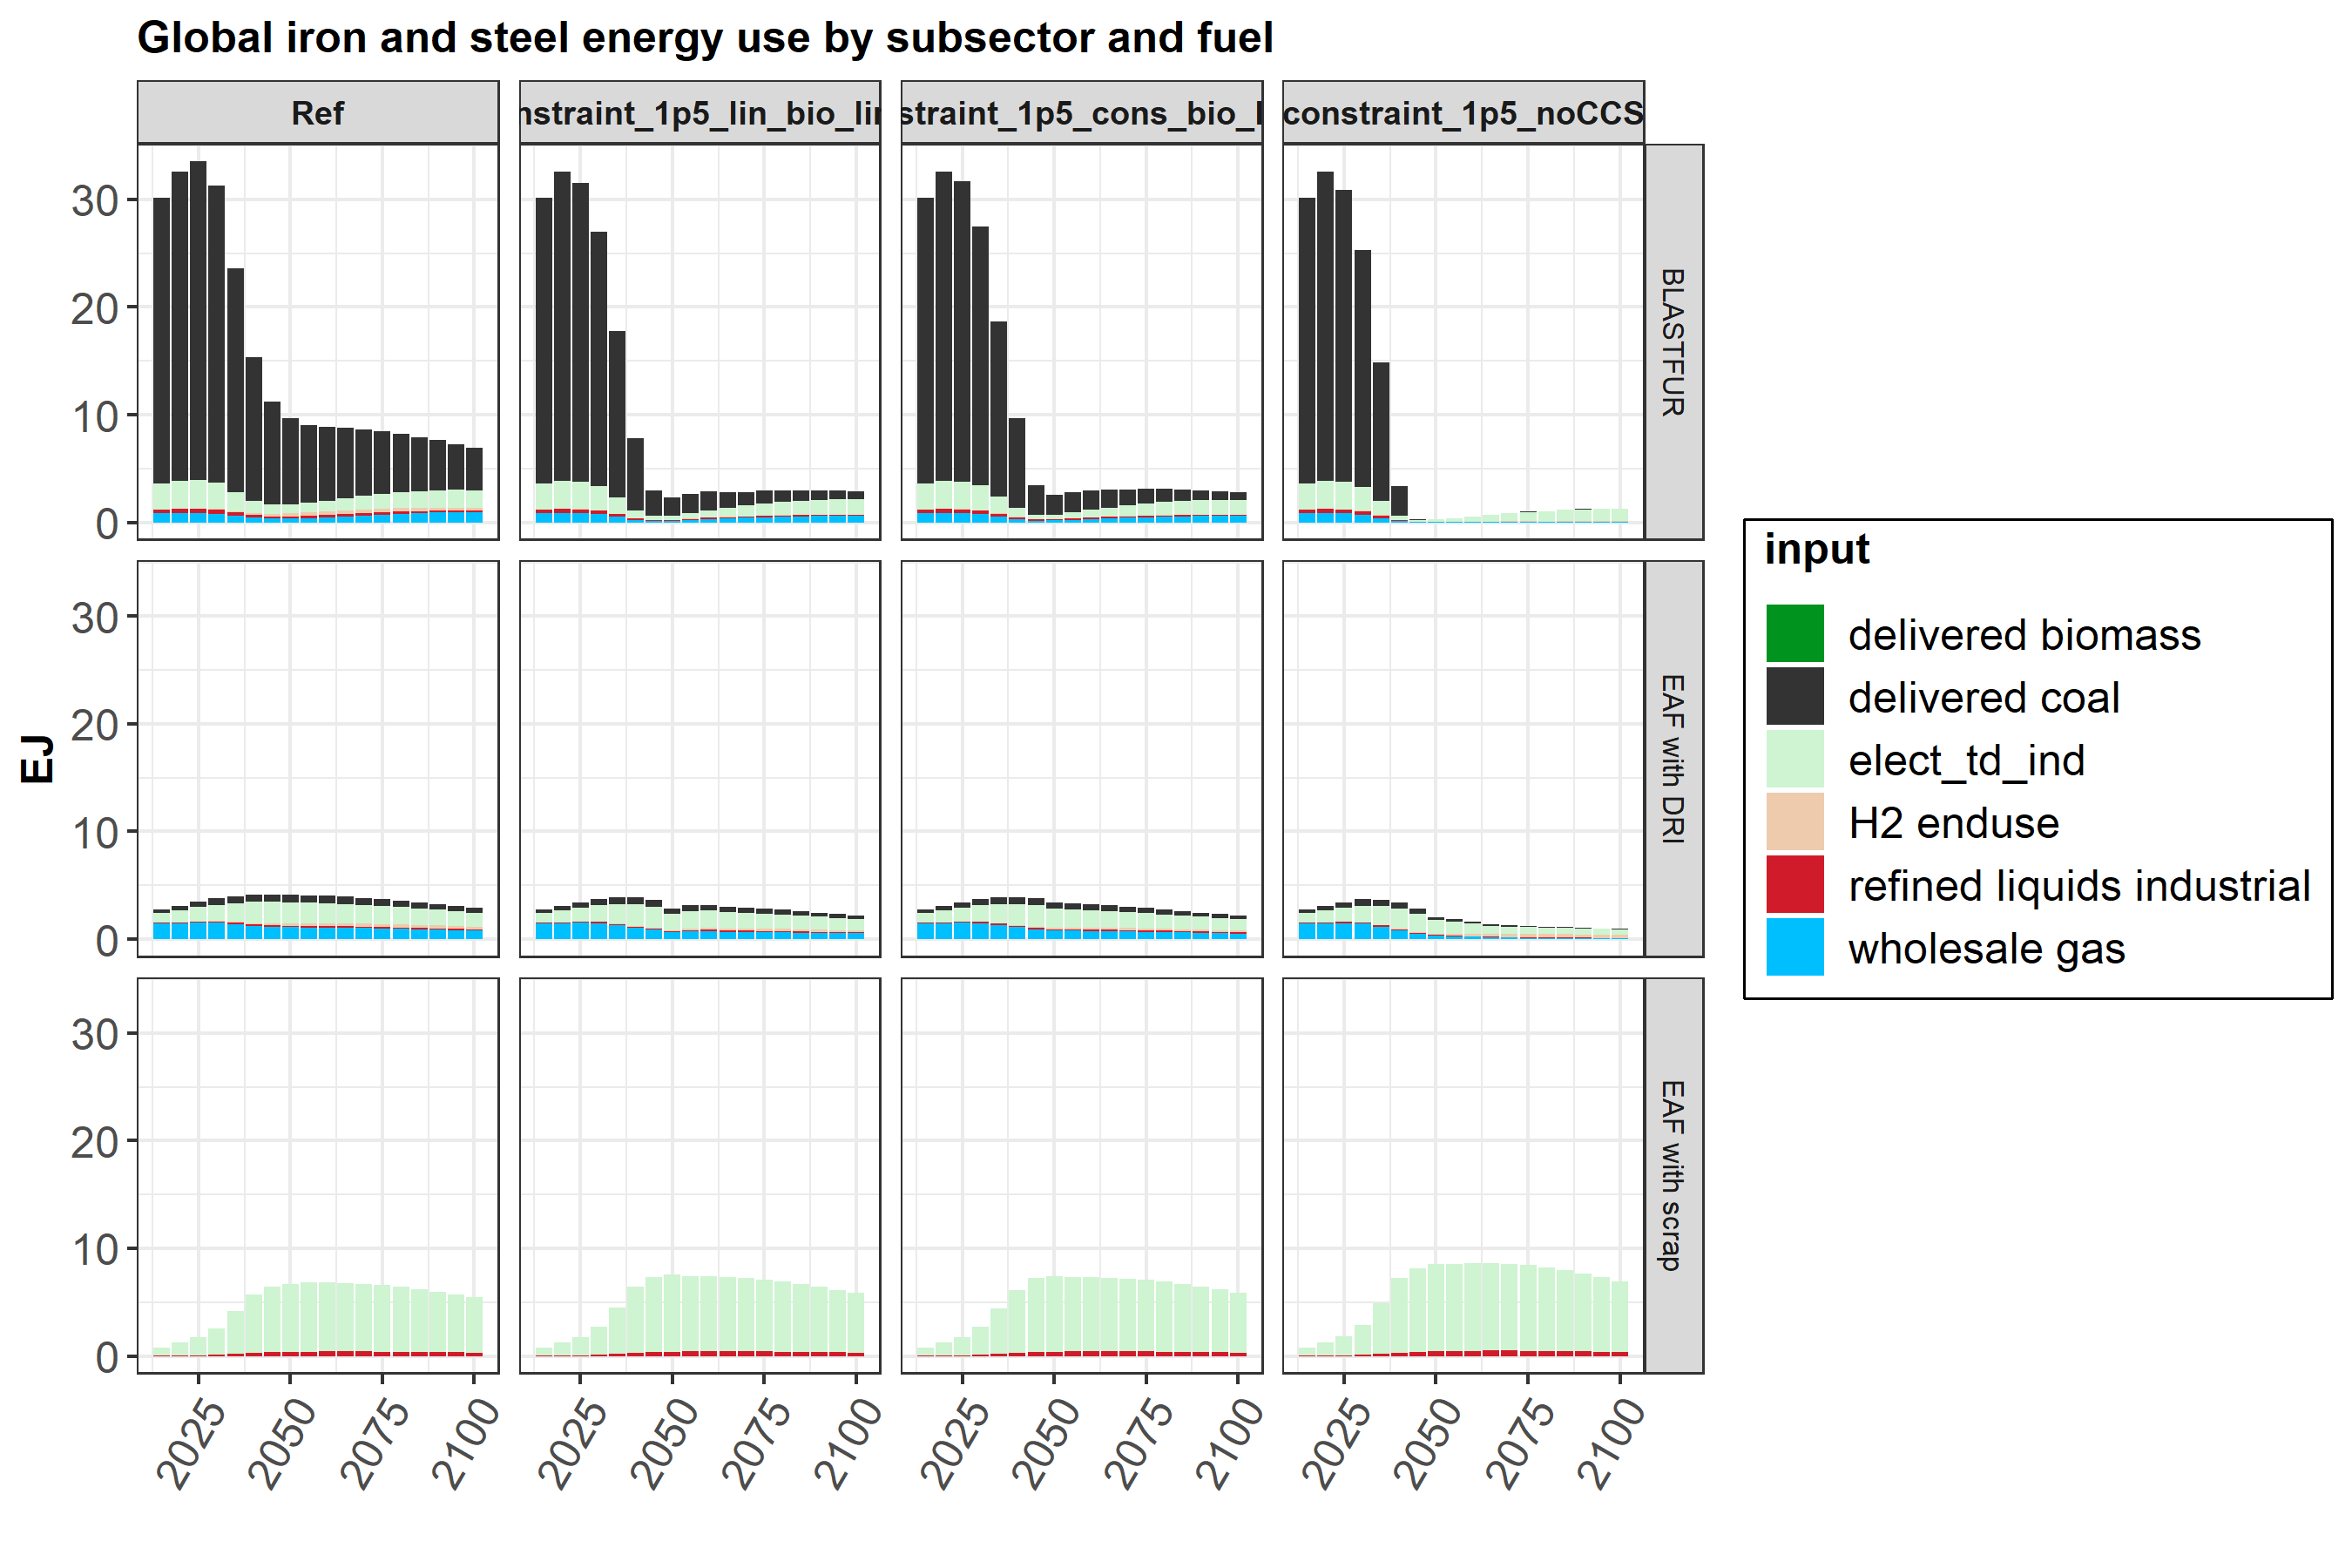 Global iron and steel energy use by subsector and fuel
Ref
nstraint_1p5_lin_bio_lin
straint_1p5_cons_bio_l
constraint_1p5_noCCS
30
20
10
0
BLASTFUR
30
20
10
0
EAF with DRI
30
20
10
0
EAF with scrap
EJ
2025
2050
2075
2100
2025
2050
2075
2100
2025
2050
2075
2100
2025
2050
2075
2100
input
delivered biomass
delivered coal
elect_td_ind
H2 enduse
refined liquids industrial
wholesale gas